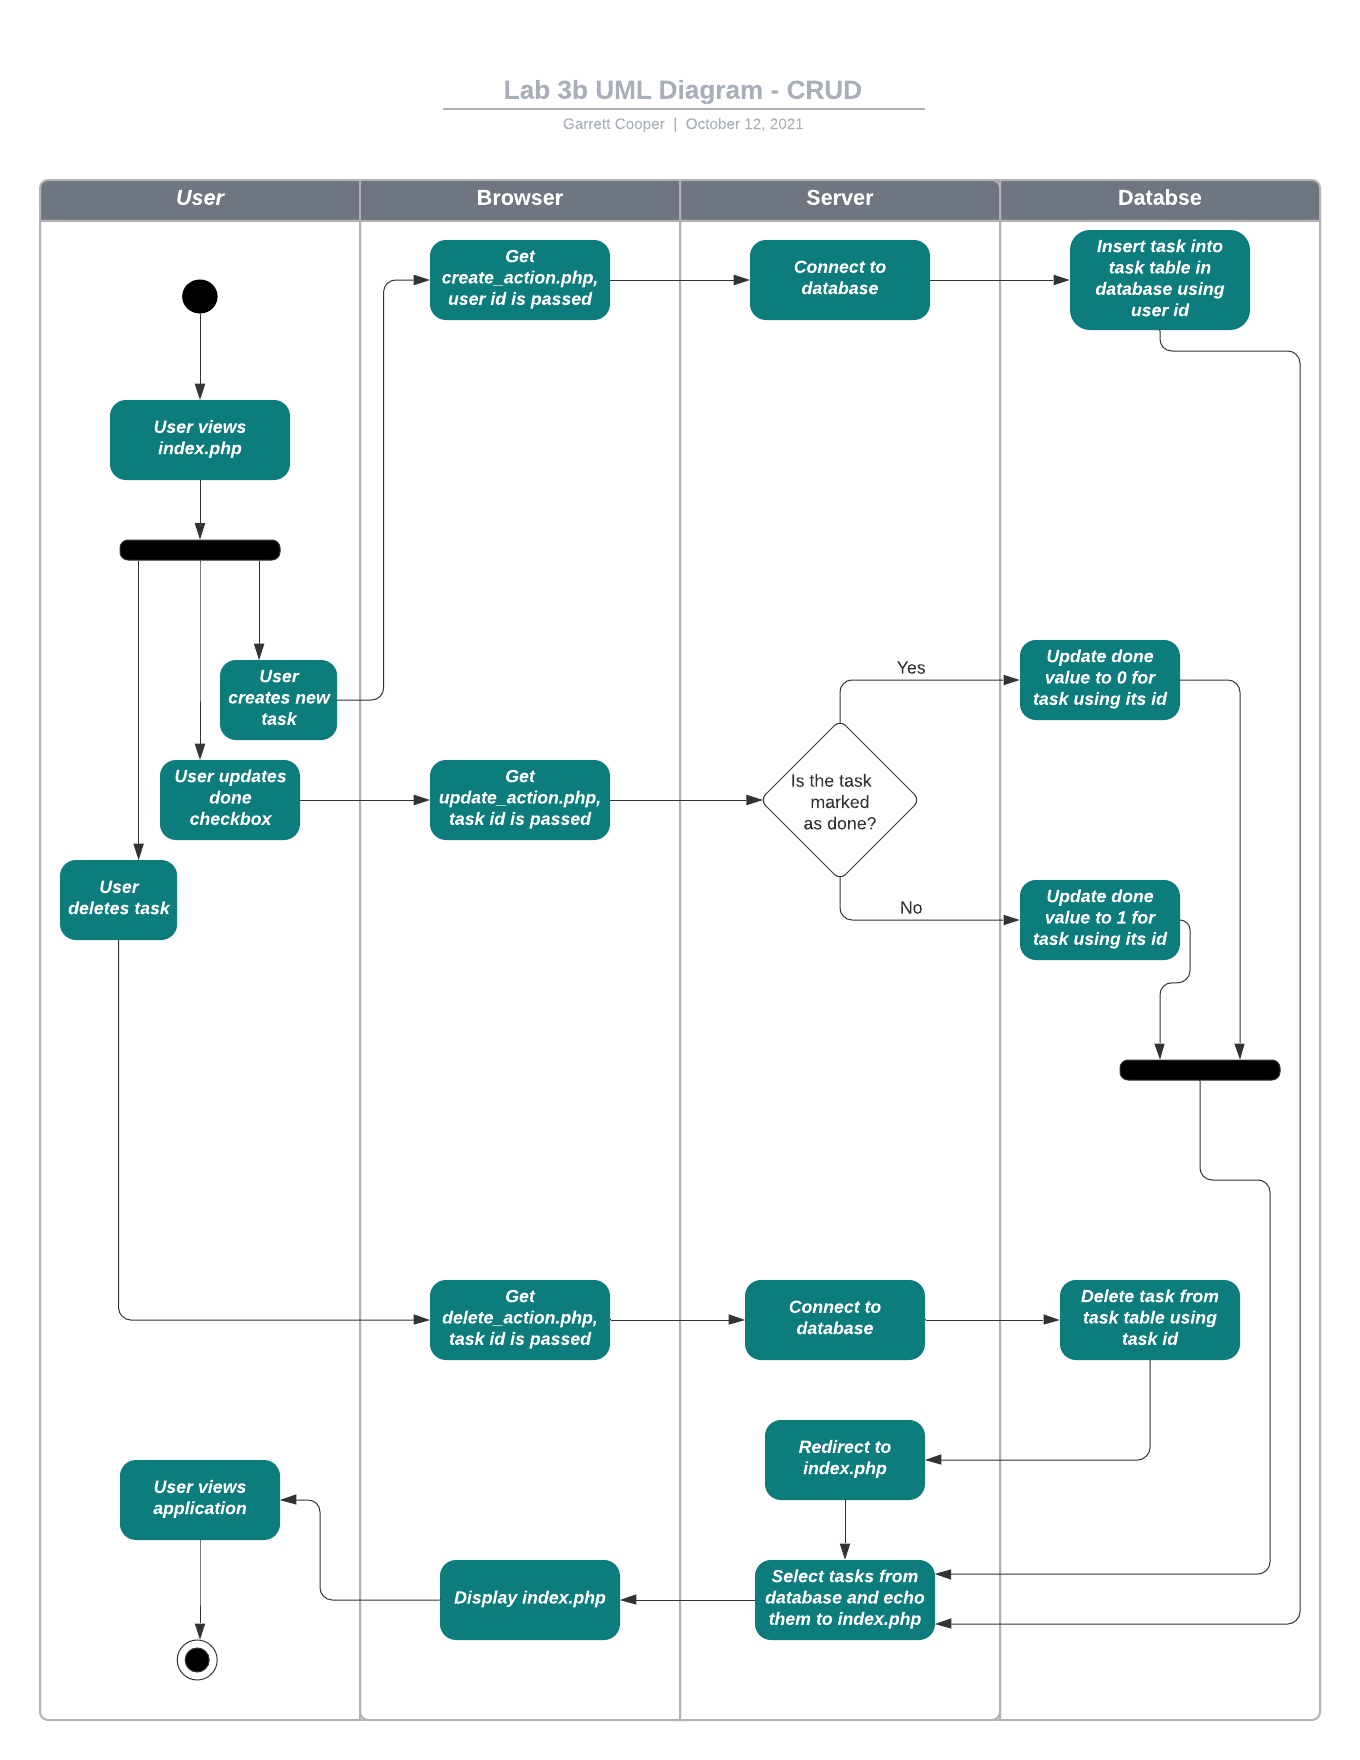 Lab 3b UML Diagram - CRUD
Garrett Cooper | October 12, 2021
User
Browser
Server
Databse
Get
create_action.php,
user id is passed
Connect to
database
Insert task into
task table in
database using
user id
User views
index.php
User
creates new
task
Yes
Update done
value to 0 for
task using its id
User updates
done
checkbox
Get
update_action.php,
task id is passed
Is the task
marked
as done?
User
deletes task
No
Update done
value to 1 for
task using its id
Get
delete_action.php,
task id is passed
Connect to
database
Delete task from
task table using
task id
Redirect to
index.php
User views
application
Display index.php
Select tasks from
database and echo
them to index.php